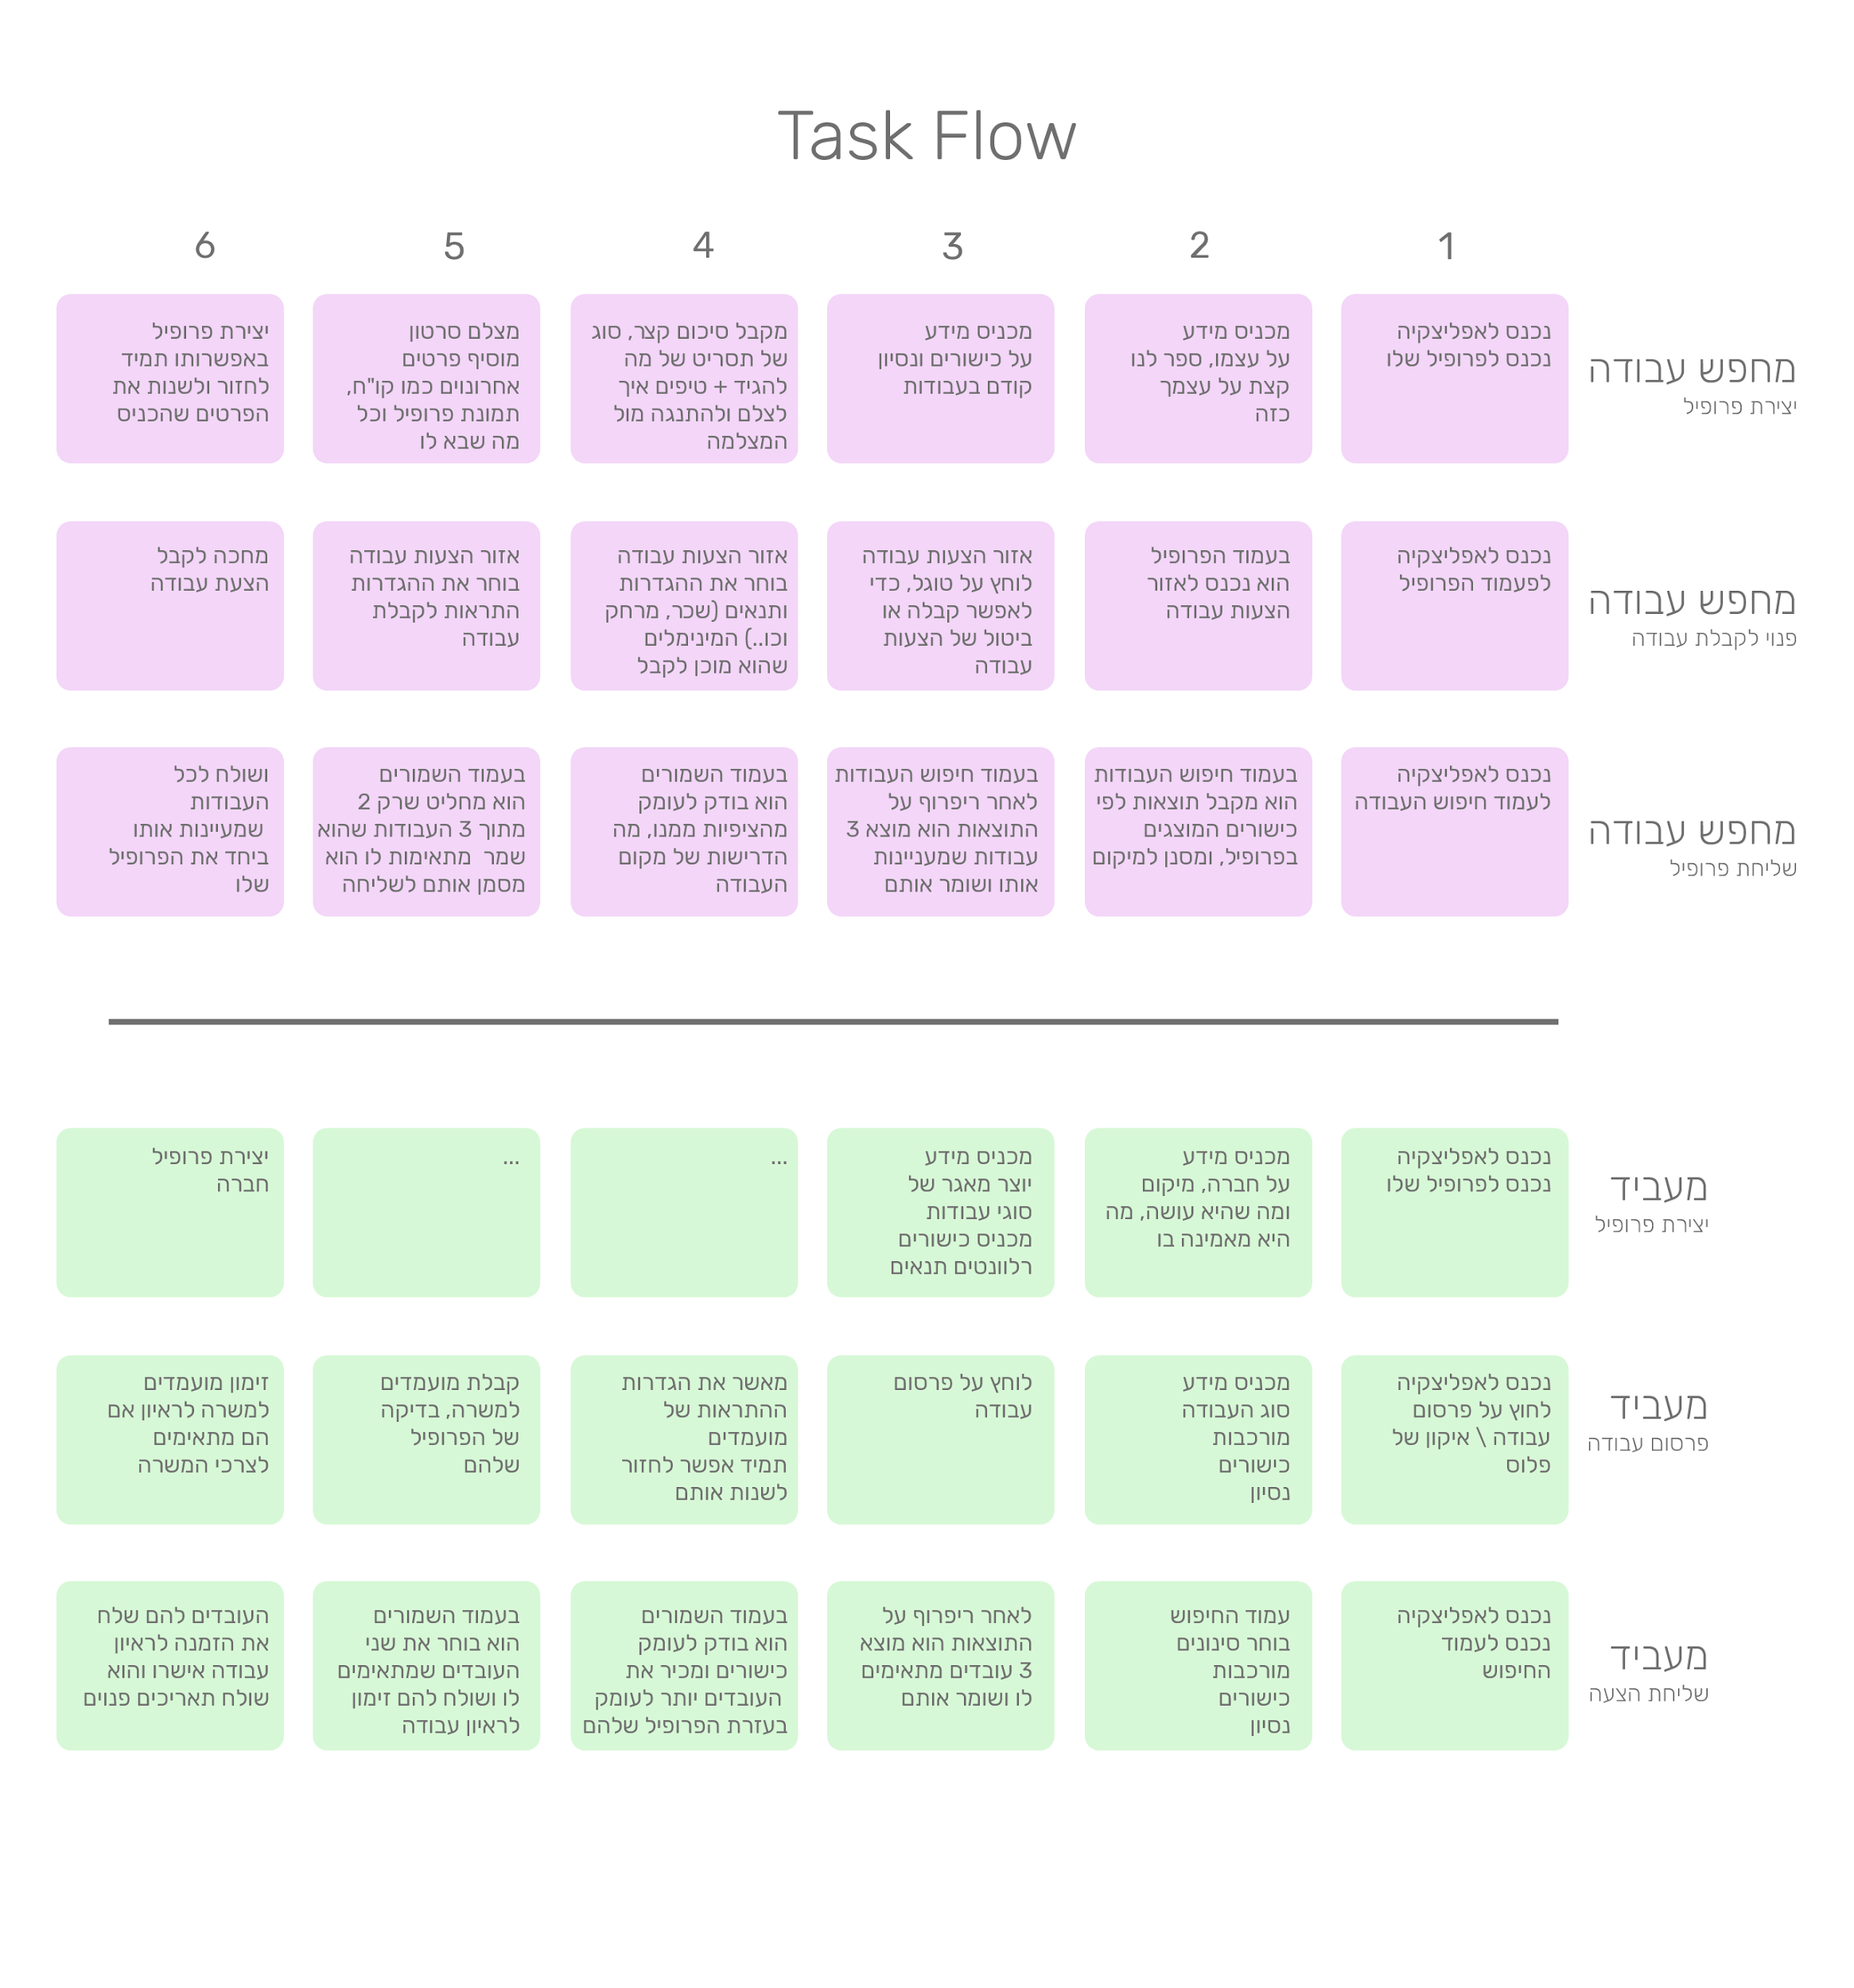 Task Flow
1
2
3
4
5
6
מחפש עבודה
יצירת פרופיל
נכנס לאפליצקיה
נכנס לפרופיל שלו
מכניס מידע
על עצמו, ספר לנו
קצת על עצמך
כזה
מכניס מידע
על כישורים ונסיון
קודם בעבודות
מקבל סיכום קצר, סוג
של תסריט של מה
להגיד + טיפים איך
לצלם ולהתנגה מול
המצלמה
מצלם סרטון
מוסיף פרטים
אחרונוים כמו קו"ח,
תמונת פרופיל וכל
מה שבא לו
יצירת פרופיל
באפשרותו תמיד
לחזור ולשנות את
הפרטים שהכניס
מחפש עבודה
פנוי לקבלת עבודה
נכנס לאפליצקיה
לפעמוד הפרופיל
בעמוד הפרופיל
הוא נכנס לאזור
הצעות עבודה
אזור הצעות עבודה
לוחץ על טוגל, כדי
לאפשר קבלה או
ביטול של הצעות
עבודה
אזור הצעות עבודה
בוחר את ההגדרות
ותנאים (שכר, מרחק
וכו..) המינימלים
שהוא מוכן לקבל
אזור הצעות עבודה
בוחר את ההגדרות
התראות לקבלת
עבודה
מחכה לקבל
הצעת עבודה
מחפש עבודה
שליחת פרופיל
נכנס לאפליצקיה
לעמוד חיפוש העבודה
בעמוד חיפוש העבודות
הוא מקבל תוצאות לפי
כישורים המוצגים
בפרופיל, ומסנן למיקום
בעמוד חיפוש העבודות
לאחר ריפרוף על
התוצאות הוא מוצא 3
עבודות שמעניינות
אותו ושומר אותם
בעמוד השמורים
הוא בודק לעומק
מהציפיות ממנו, מה
הדרישות של מקום
העבודה
בעמוד השמורים
הוא מחליט שרק 2
מתוך 3 העבודות שהוא
שמר  מתאימות לו הוא
מסמן אותם לשליחה
ושולח לכל
העבודות
שמעיינות אותו
ביחד את הפרופיל
שלו
מעביד
יצירת פרופיל
נכנס לאפליצקיה
נכנס לפרופיל שלו
מכניס מידע
על חברה, מיקום
ומה שהיא עושה, מה
היא מאמינה בו
מכניס מידע
יוצר מאגר של
סוגי עבודות
מכניס כישורים
רלוונטים תנאים
...
...
יצירת פרופיל
חברה
מעביד
פרסום עבודה
נכנס לאפליצקיה
לחוץ על פרסום
עבודה \ איקון של
פלוס
מכניס מידע
סוג העבודה
מורכבות
כישורים
נסיון
לוחץ על פרסום
עבודה
מאשר את הגדרות
ההתראות של
מועמדים
תמיד אפשר לחזור
לשנות אותם
קבלת מועמדים
למשרה, בדיקה
של הפרופיל
שלהם
זימון מועמדים
למשרה לראיון אם
הם מתאימים
לצרכי המשרה
מעביד
שליחת הצעה
נכנס לאפליצקיה
נכנס לעמוד
החיפוש
עמוד החיפוש
בוחר סינונים
מורכבות
כישורים
נסיון
לאחר ריפרוף על
התוצאות הוא מוצא
3 עובדים מתאימים
לו ושומר אותם
בעמוד השמורים
הוא בודק לעומק
כישורים ומכיר את
העובדים יותר לעומק
בעזרת הפרופיל שלהם
בעמוד השמורים
הוא בוחר את שני
העובדים שמתאימים
לו ושולח להם זימון
לראיון עבודה
העובדים להם שלח
את הזמנה לראיון
עבודה אישרו והוא
שולח תאריכים פנוים